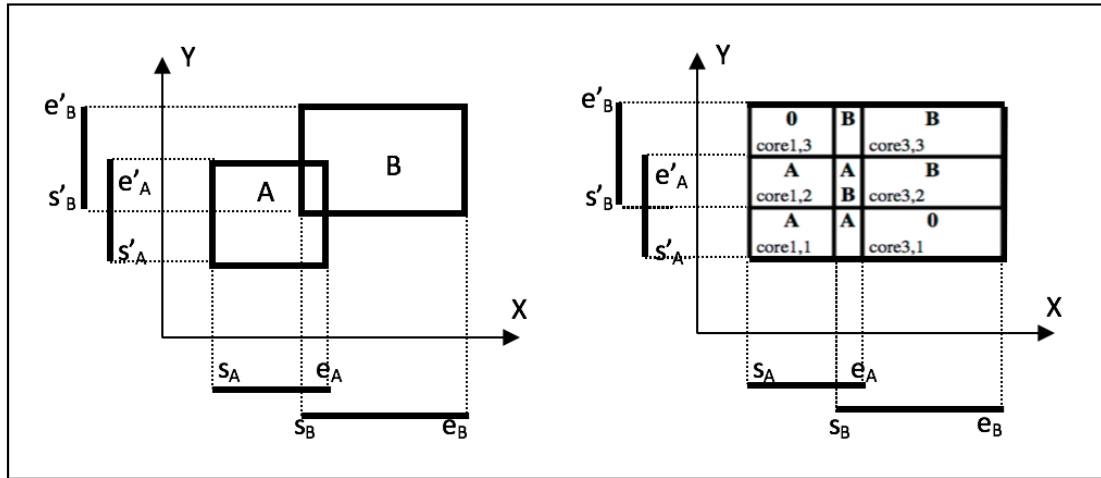 Y
e'B
e'A
A
B
s'B
s'A
X
sA
eA
sB
eB
Y
e'B
0
B
B
core1,3
core3,3
e'A
A
A
B
B
s'B
core1,2
core3,2
A
A
0
s'A
core1,1
core3,1
X
sA
eA
sB
eB